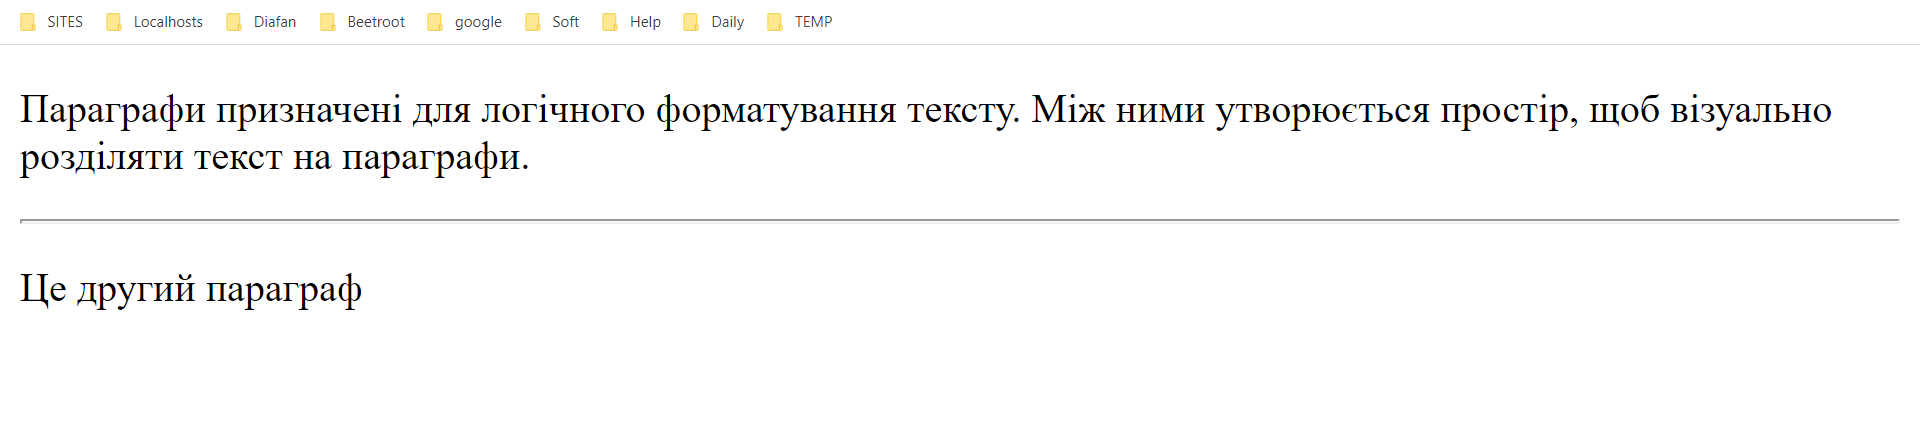 SITES Localhosts Diafan Beetroot google Soft Help Daily TEMP
Параграфи призначені для логічного форматування тексту. Між ними утворюється простір, щоб візуально
розділяти текст на параграфи.
Це другий параграф